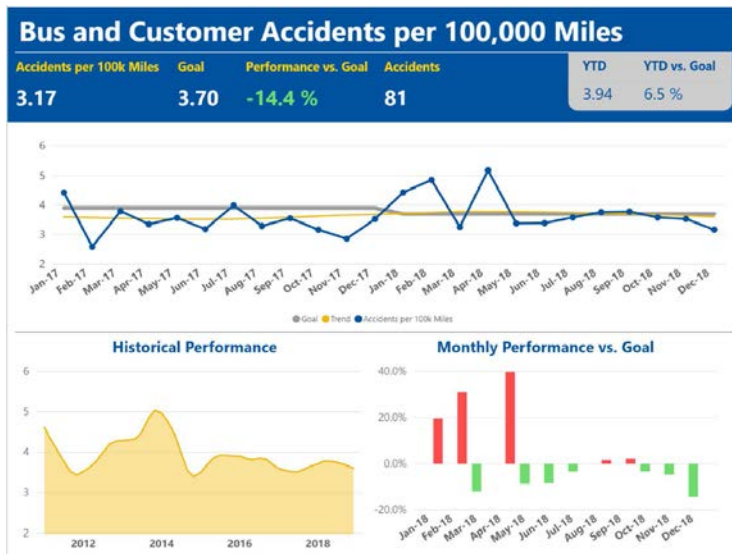 Bus and Customer Accidents per 100,000 Miles
Accidents per 100k Miles Goal Performance vs. Goal Accidents YTD YTD vs. Goal
3.17 3.70 -14.4 % 81 3.94 6.5 %
6
5
4
3
2
Jan-17 Feb-17 Mar-17 Apr-17 May-17 Jun-17 Jul-17 Aug-17 Sep-17 Oct-17 Nov-17 Dec-17 Jan-18 Feb-18 Mar-18 Apr-18 May-18 Jun-18 Jul-18 Aug-18 Sep-18 Oct-18 Nov-18 Dec-18
Goal Trend Accidents per 100k Miles
Historical Performance
6
5
4
3
2
2012 2014 2016 2018
Monthly Performance vs. Goal
40.0%
20.0%
0.0%
-20.0%
Jan-18 Feb-18 Mar-18 Apr-18 May-18 Jun-18 Jul-18 Aug-18 Sep-18 Oct-18 Nov-18 Dec-18